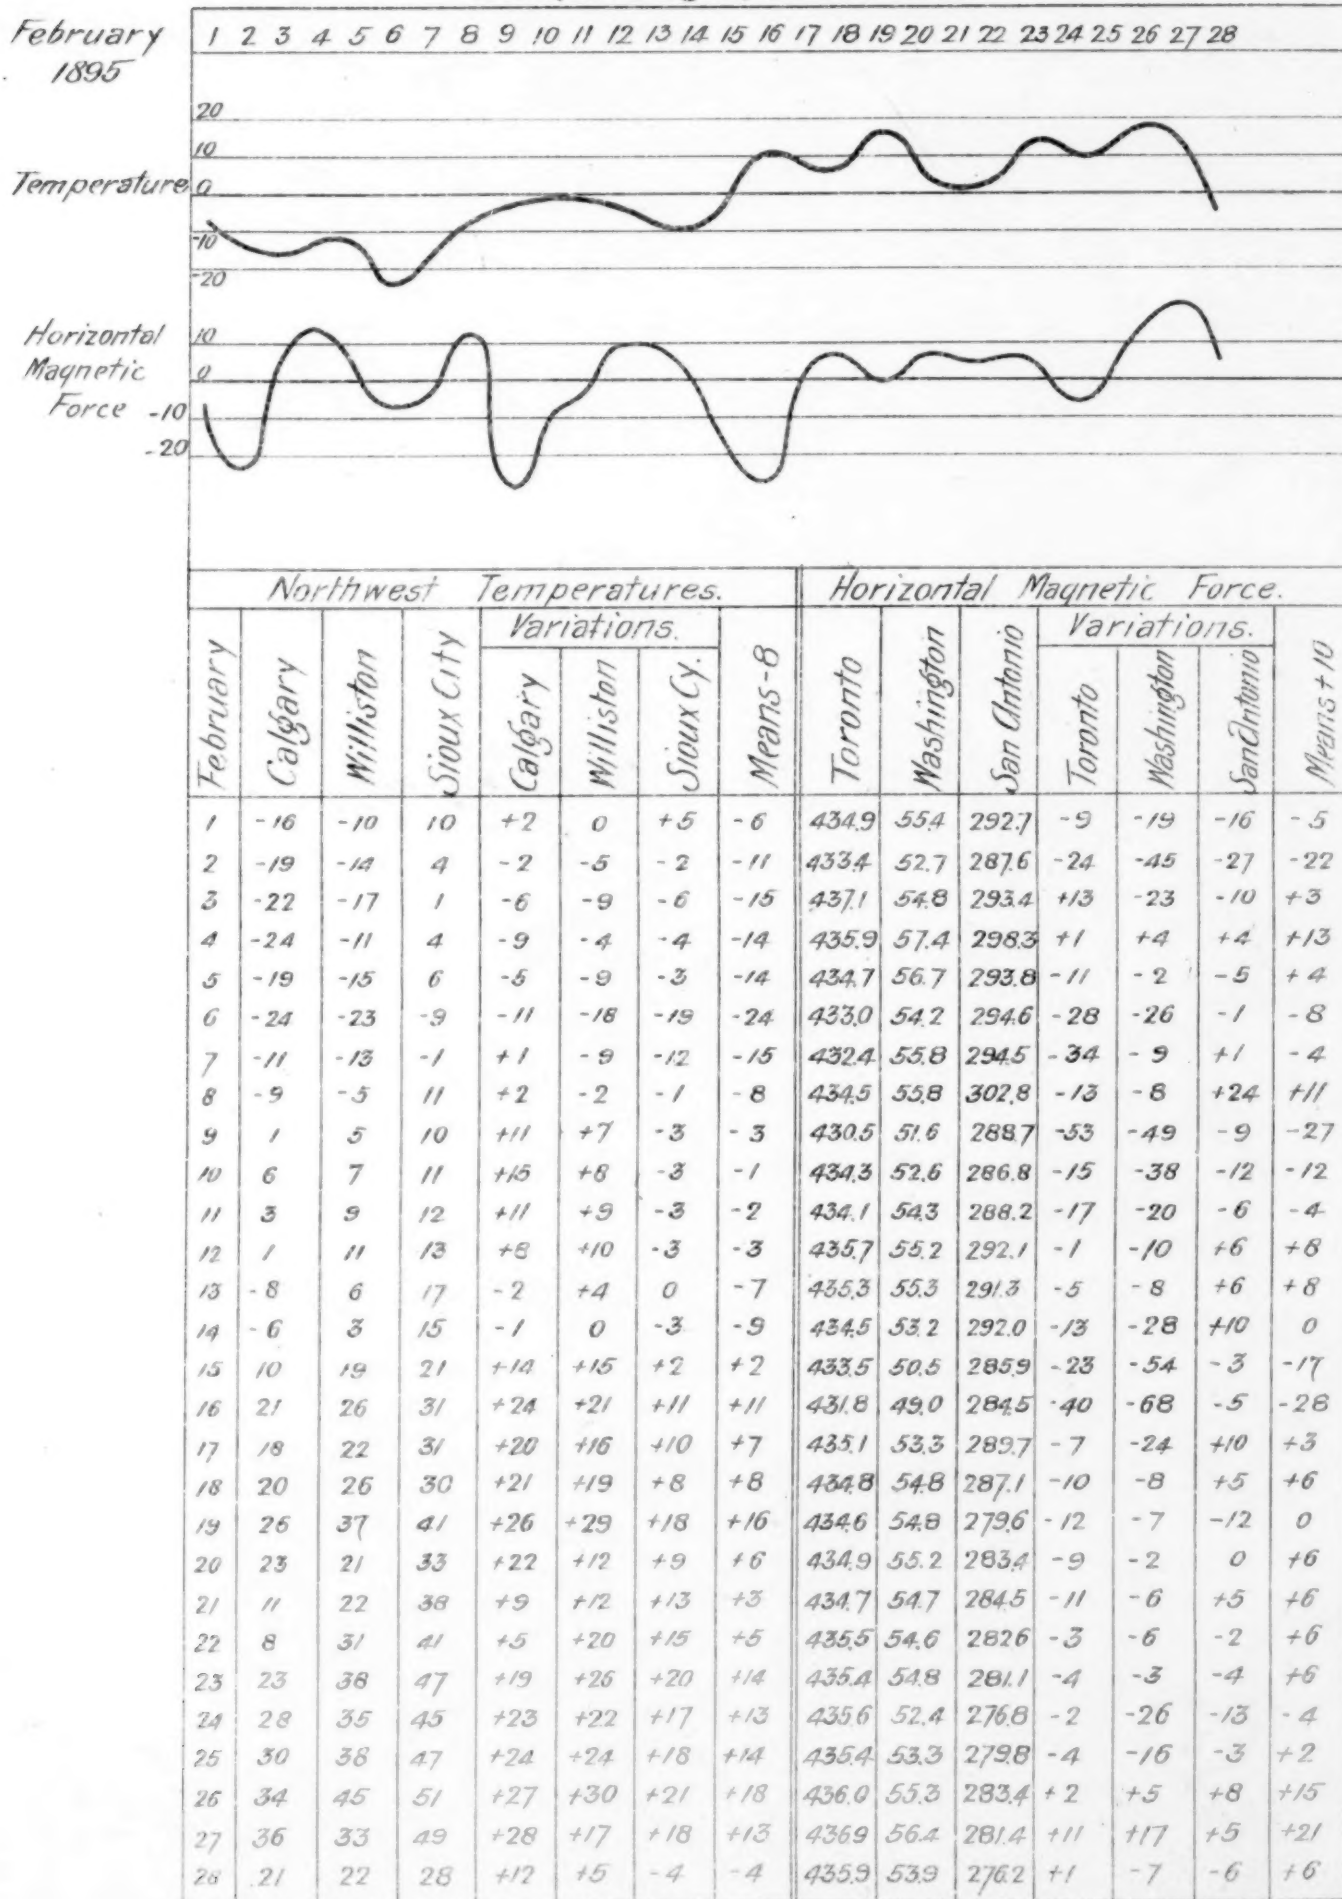 February 1 2 3 4 5 6 7 8 9 10 11 12 13 14 15 16 17 18 19 20 21 22 23 24 25 26 27 28
1895
20
10
Temperature 0
-10
-20
Horizontal 10
Magnetic 0
Force -10
-20
Northwest Temperatures. Horizontal Magnetic Force.
Variations. Variations.
February Calgary Williston Sioux City Calgary Williston Sioux Cy. Means-8 Toronto Washington San Antonio Toronto Washington San Antonio Means+10
1 -16 -10 10 +2 0 +5 -6 434.9 55.4 292.7 -9 -19 -16 -5
2 -19 -14 4 -2 -5 -2 -11 433.4 52.7 287.6 -24 -45 -27 -22
3 -22 -17 1 -6 -9 -6 -15 437.1 54.8 293.4 +13 -23 -10 +3
4 -24 -11 4 -9 -4 -4 -14 435.9 57.4 298.3 +1 +4 +4 +13
5 -19 -15 6 -5 -9 -3 -14 434.7 56.7 293.8 -11 -2 -5 +4
6 -24 -23 -9 -11 -18 -19 -24 433.0 54.2 294.6 -28 -26 -1 -8
7 -11 -13 -1 +1 -9 -12 -15 432.4 55.8 294.5 -34 -9 +1 -4
8 -9 -5 11 +2 -2 -1 -8 434.5 55.8 302.8 -13 -8 +24 +11
9 1 5 10 +11 +7 -3 -3 430.5 51.6 288.7 -53 -49 -9 -27
10 6 7 11 +15 +8 -3 -1 434.3 52.6 286.8 -15 -38 -12 -12
11 3 9 12 +11 +9 -3 -2 434.1 54.3 288.2 -17 -20 -6 -4
12 1 11 13 +8 +10 -3 -3 435.7 55.2 292.1 -1 -10 +6 +8
13 -8 6 17 -2 +4 0 -7 435.3 55.3 291.3 -5 -8 +6 +8
14 -6 3 15 -1 0 -3 -9 434.5 53.2 292.0 -13 -28 +10 0
15 10 19 21 +14 +15 +2 +2 433.5 50.5 285.9 -23 -54 -3 -17
16 21 26 31 +24 +21 +11 +11 431.8 49.0 284.5 -40 -68 -5 -28
17 18 22 31 +20 +16 +10 +7 435.1 53.3 289.7 -7 -24 +10 +3
18 20 26 30 +21 +19 +8 +8 434.8 54.8 287.1 -10 -8 +5 +6
19 26 37 41 +26 +29 +18 +16 434.6 54.8 279.6 -12 -7 -12 0
20 23 21 33 +22 +12 +9 +6 434.9 55.2 283.4 -9 -2 0 +6
21 11 22 38 +9 +12 +13 +3 434.7 54.7 284.5 -11 -6 +5 +6
22 8 31 41 +5 +20 +15 +5 435.5 54.6 282.6 -3 -6 -2 +6
23 23 38 47 +19 +26 +20 +14 435.4 54.8 281.1 -4 -3 -4 +6
24 28 35 45 +23 +22 +17 +13 435.6 52.4 276.8 -2 -26 -13 -4
25 30 38 47 +24 +24 +18 +14 435.4 53.3 279.8 -4 -16 -3 +2
26 34 45 51 +27 +30 +21 +18 436.0 55.3 283.4 +2 +5 +8 +15
27 36 33 49 +28 +17 +18 +13 436.9 56.4 281.4 +11 +17 +5 +21
28 21 22 28 +12 +5 -4 -4 435.9 53.9 276.2 +1 -7 -6 +6